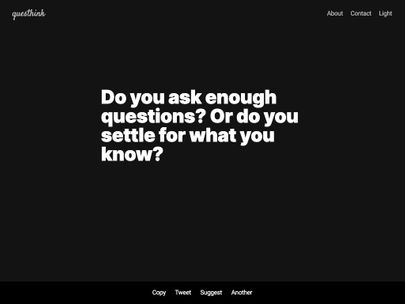 questhink
About Contact Light
Do you ask enough
questions? Or do you
settle for what you
know?
Copy Tweet Suggest Another